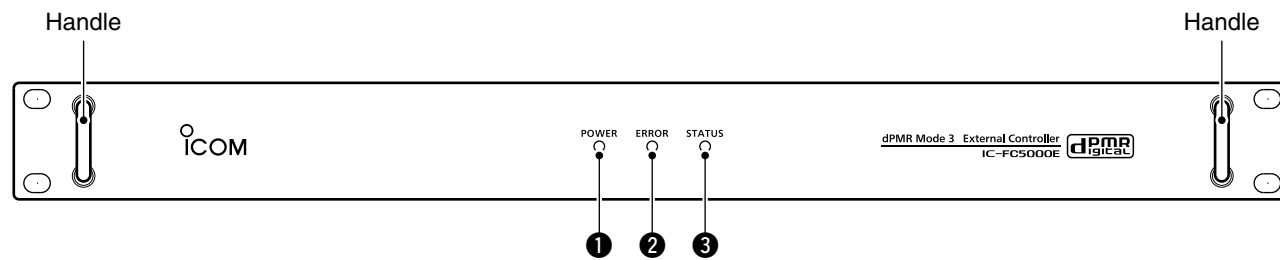 Handle Handle
ICOM
POWER ERROR STATUS
dPMR Mode 3 External Controller
IC-FC5000E
dPMR
digital
1 2 3